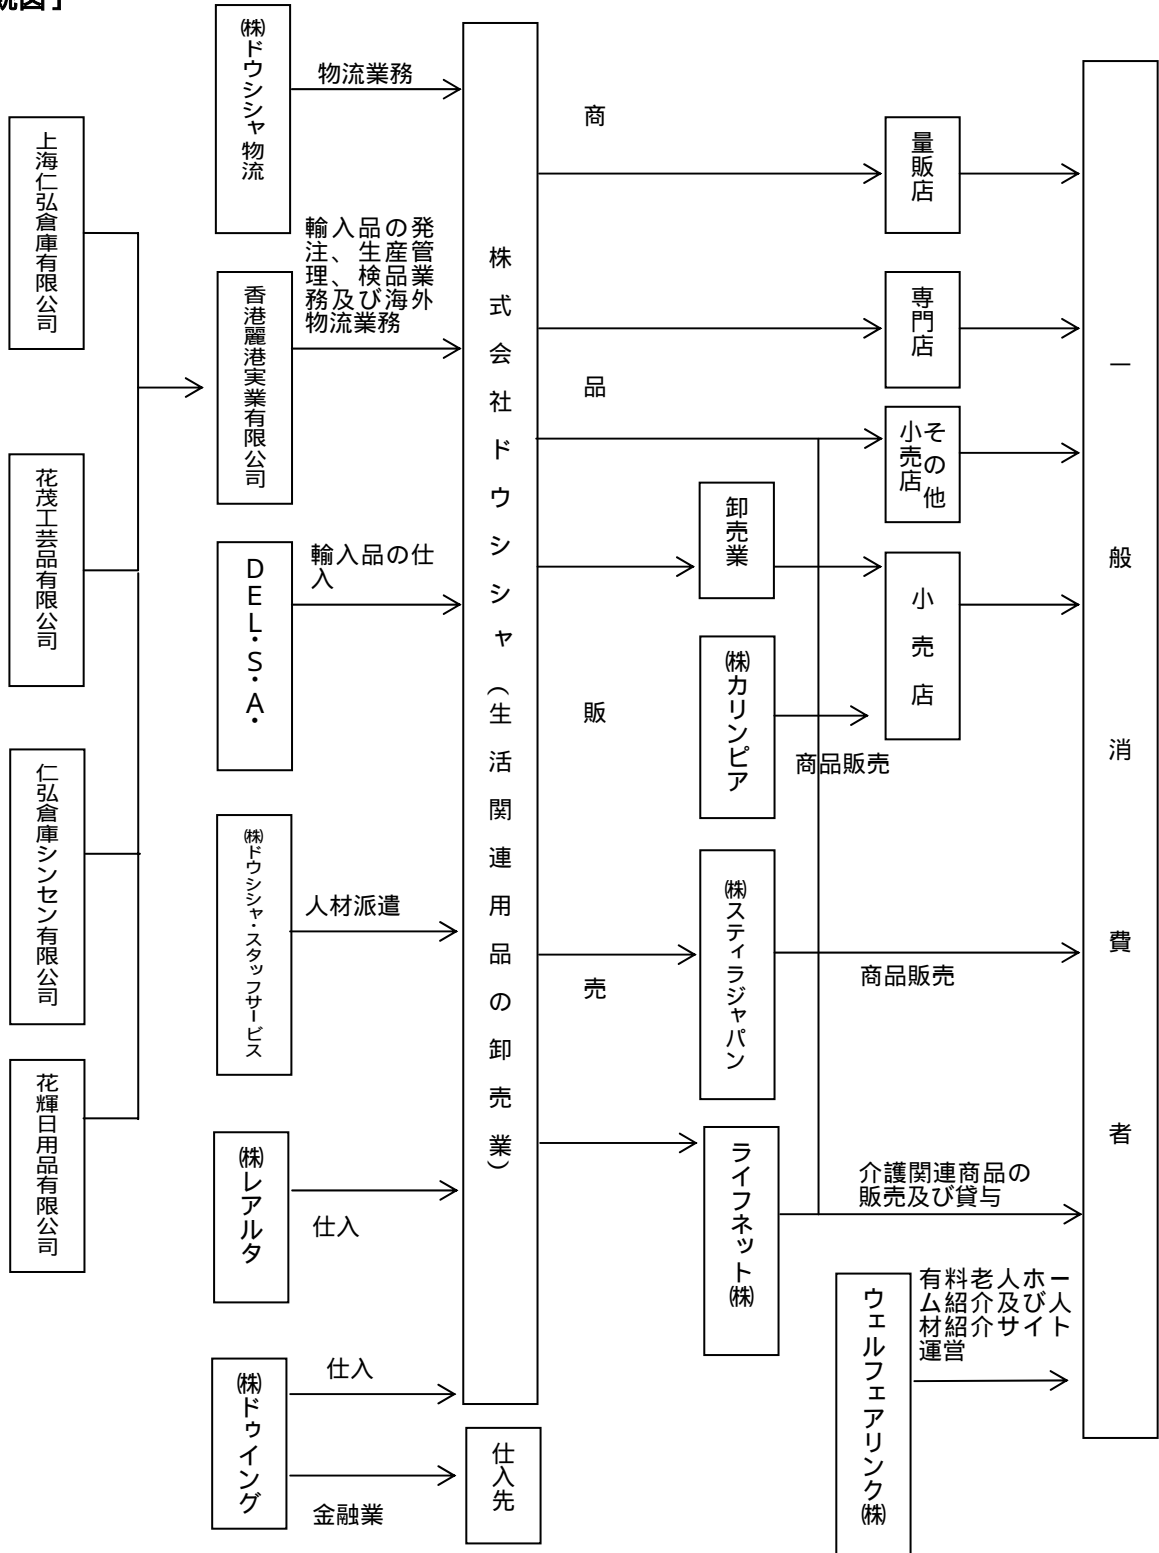 統図】
㈱ドウシシャ物流
物流業務
商
上海仁弘倉庫有限公司
量販店
輸入品の発
注、生産管
理、検品業
務及び海外
物流業務
香港麗港実業有限公司
株式会社ドウシシャ(生活関連用品の卸売業)
専門店
一般消費者
品
その他
小売店
花茂工芸品有限公司
卸売業
輸入品の仕
入
DEL.S.A.
小売店
㈱カリンピア
販
商品販売
仁弘倉庫シンセン有限公司
㈱ドウシシャ・スタッフサービス
人材派遣
㈱スティラジャパン
商品販売
売
花輝日用品有限公司
㈱レアルタ
仕入
ライフネット㈱
介護関連商品の
販売及び貸与
ウェルフェアリンク㈱
有料老人ホー
ム紹介及び人
材紹介サイト
運営
㈱ドゥイング
仕入
金融業
仕入先